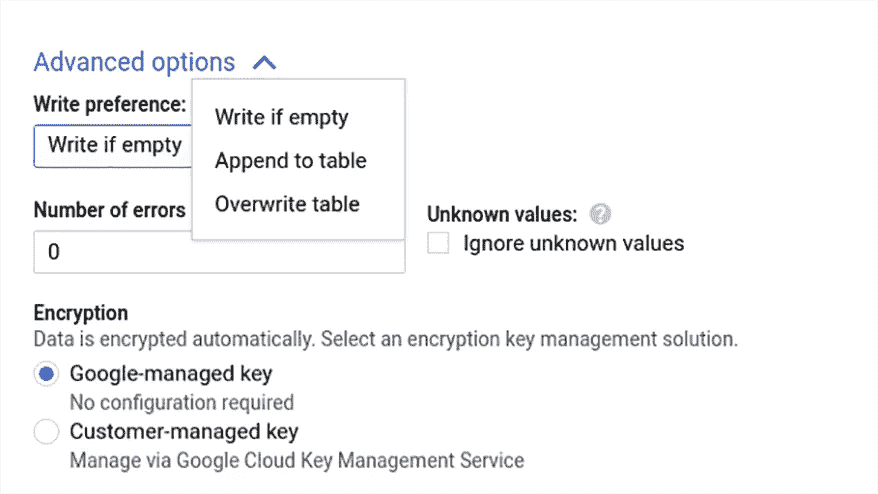 Advanced options
Write preference:
Write if empty
Write if empty
Append to table
Overwrite table
Number of errors
0
Unknown values: ?
Ignore unknown values
Encryption
Data is encrypted automatically. Select an encryption key management solution.
Google-managed key
No configuration required
Customer-managed key
Manage via Google Cloud Key Management Service